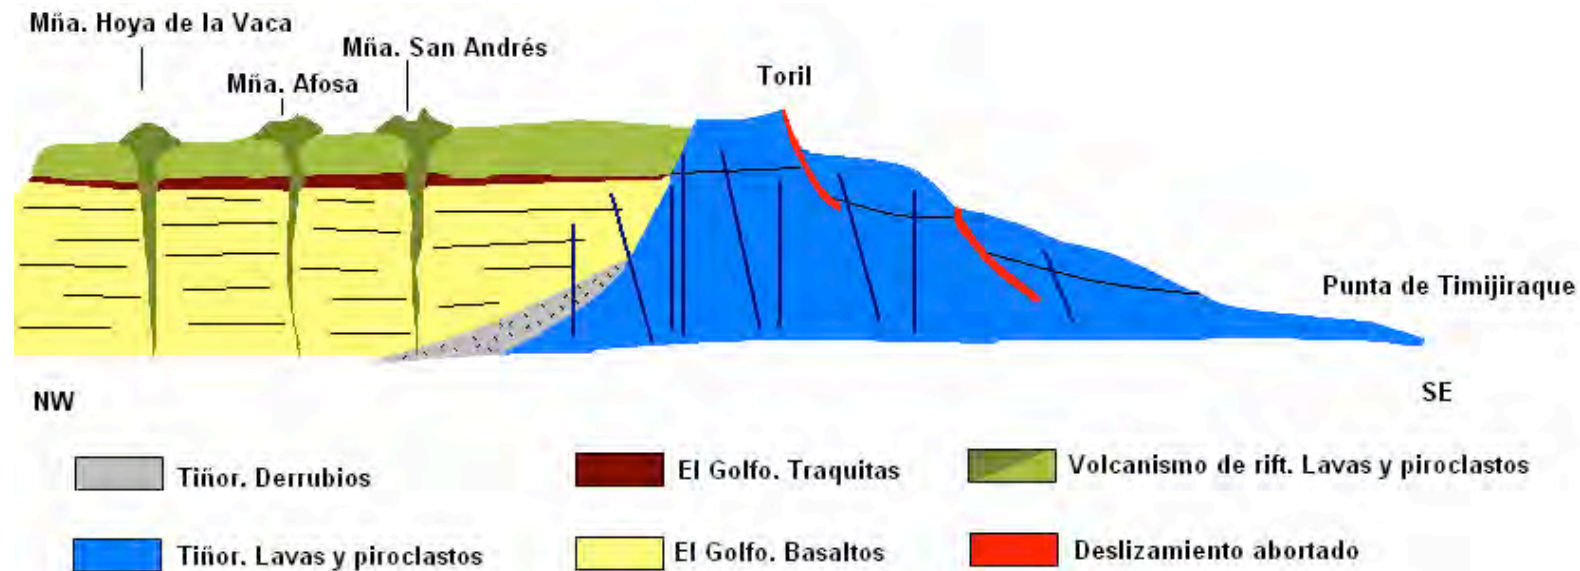 Mña. Hoya de la Vaca
Mña. San Andrés
Mña. Afosa
Toril
Punta de Timijiraque
NW
SE
Tiñor. Derrubios
El Golfo. Traquitas
Volcanismo de rift. Lavas y piroclastos
Tiñor. Lavas y piroclastos
El Golfo. Basaltos
Deslizamiento abortado